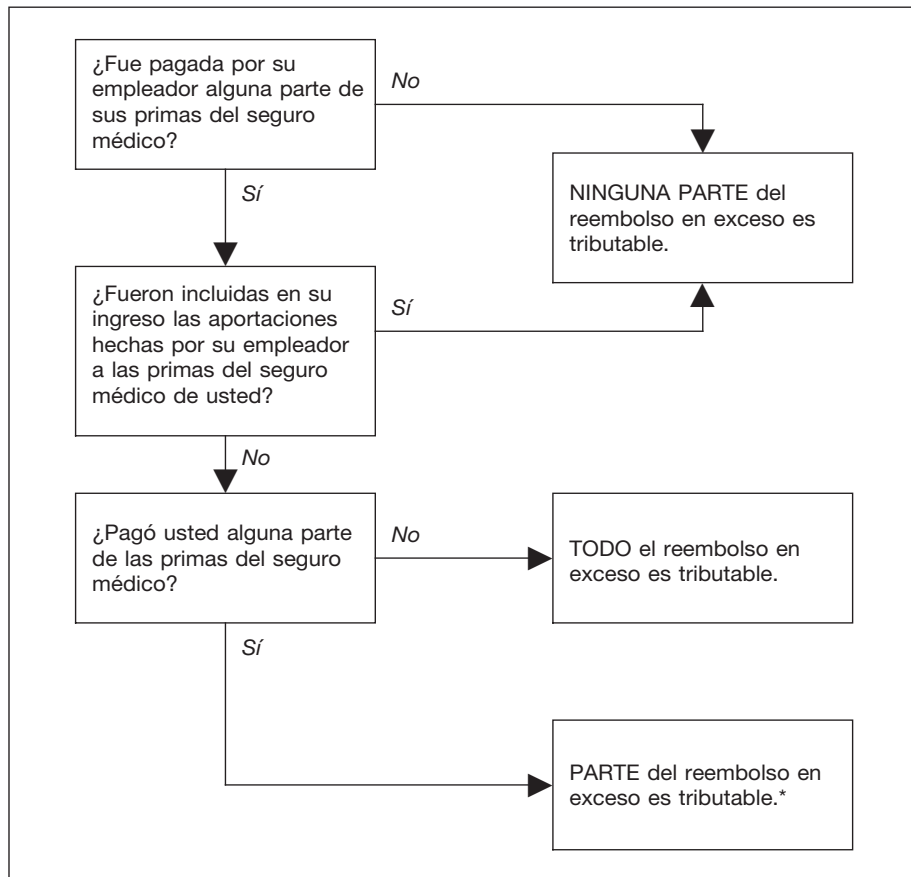 ¿Fue pagada por su
empleador alguna parte de
sus primas del seguro
médico?
No
Sí
NINGUNA PARTE del
reembolso en exceso es
tributable.
¿Fueron incluidas en su
ingreso las aportaciones
hechas por su empleador
a las primas del seguro
médico de usted?
Sí
No
¿Pagó usted alguna parte
de las primas del seguro
médico?
No
TODO el reembolso en
exceso es tributable.
Sí
PARTE del reembolso en
exceso es tributable.*